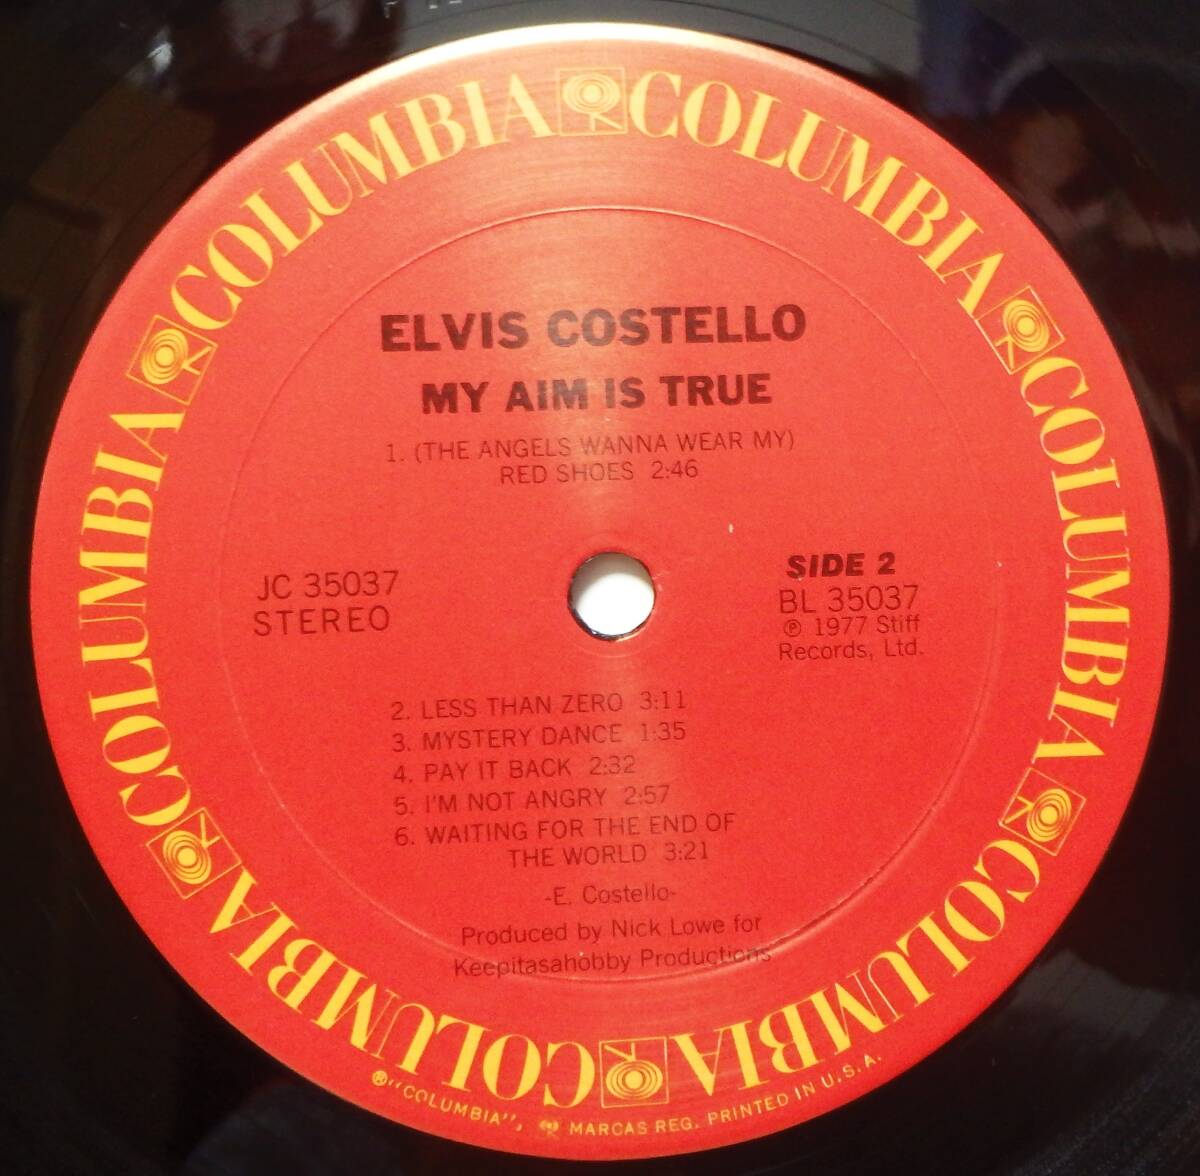 COLUMBIA COLUMBIA COLUMBIA COLUMBIA COLUMBIA COLUMBIA COLUMBIA COLUMBIA
ELVIS COSTELLO
MY AIM IS TRUE
1. (THE ANGELS WANNA WEAR MY)
RED SHOES 2:46
JC 35037
STEREO
SIDE 2
BL 35037
℗ 1977 Stiff
Records, Ltd.
2. LESS THAN ZERO 3:11
3. MYSTERY DANCE 1:35
4. PAY IT BACK 2:32
5. I'M NOT ANGRY 2:57
6. WAITING FOR THE END OF
THE WORLD 3:21
-E. Costello-
Produced by Nick Lowe for
Keepitasahobby Productions
®"COLUMBIA", MARCAS REG. PRINTED IN U.S.A.